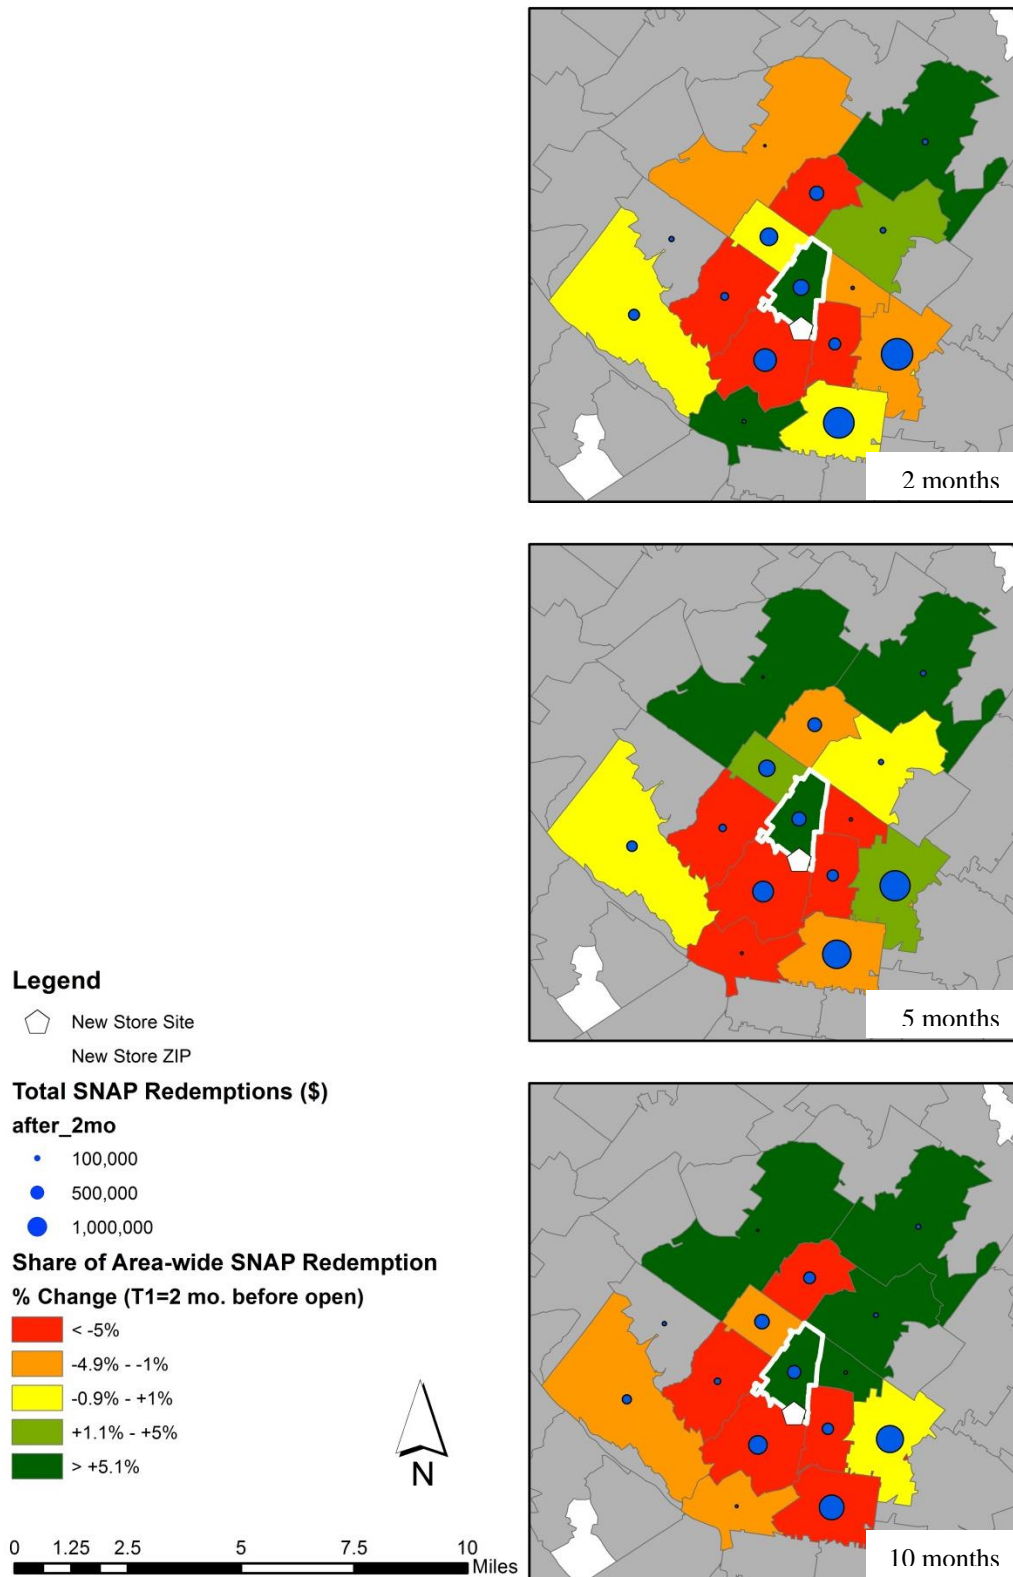 2 months
5 months
Legend
New Store Site
New Store ZIP
Total SNAP Redemptions ($)
after_2mo
100,000
500,000
1,000,000
Share of Area-wide SNAP Redemption
% Change (T1=2 mo. before open)
< -5%
-4.9% - -1%
-0.9% - +1%
+1.1% - +5%
> +5.1%
N
0 1.25 2.5 5 7.5 10
Miles
10 months